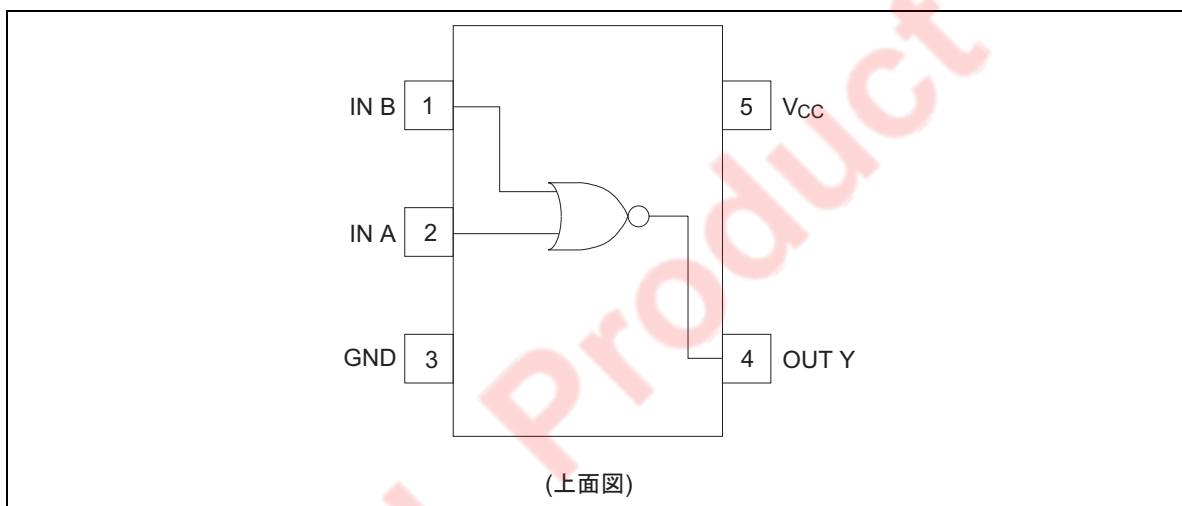 IN B 1
5 VCC
IN A 2
GND 3
4 OUT Y
(上面図)
Product